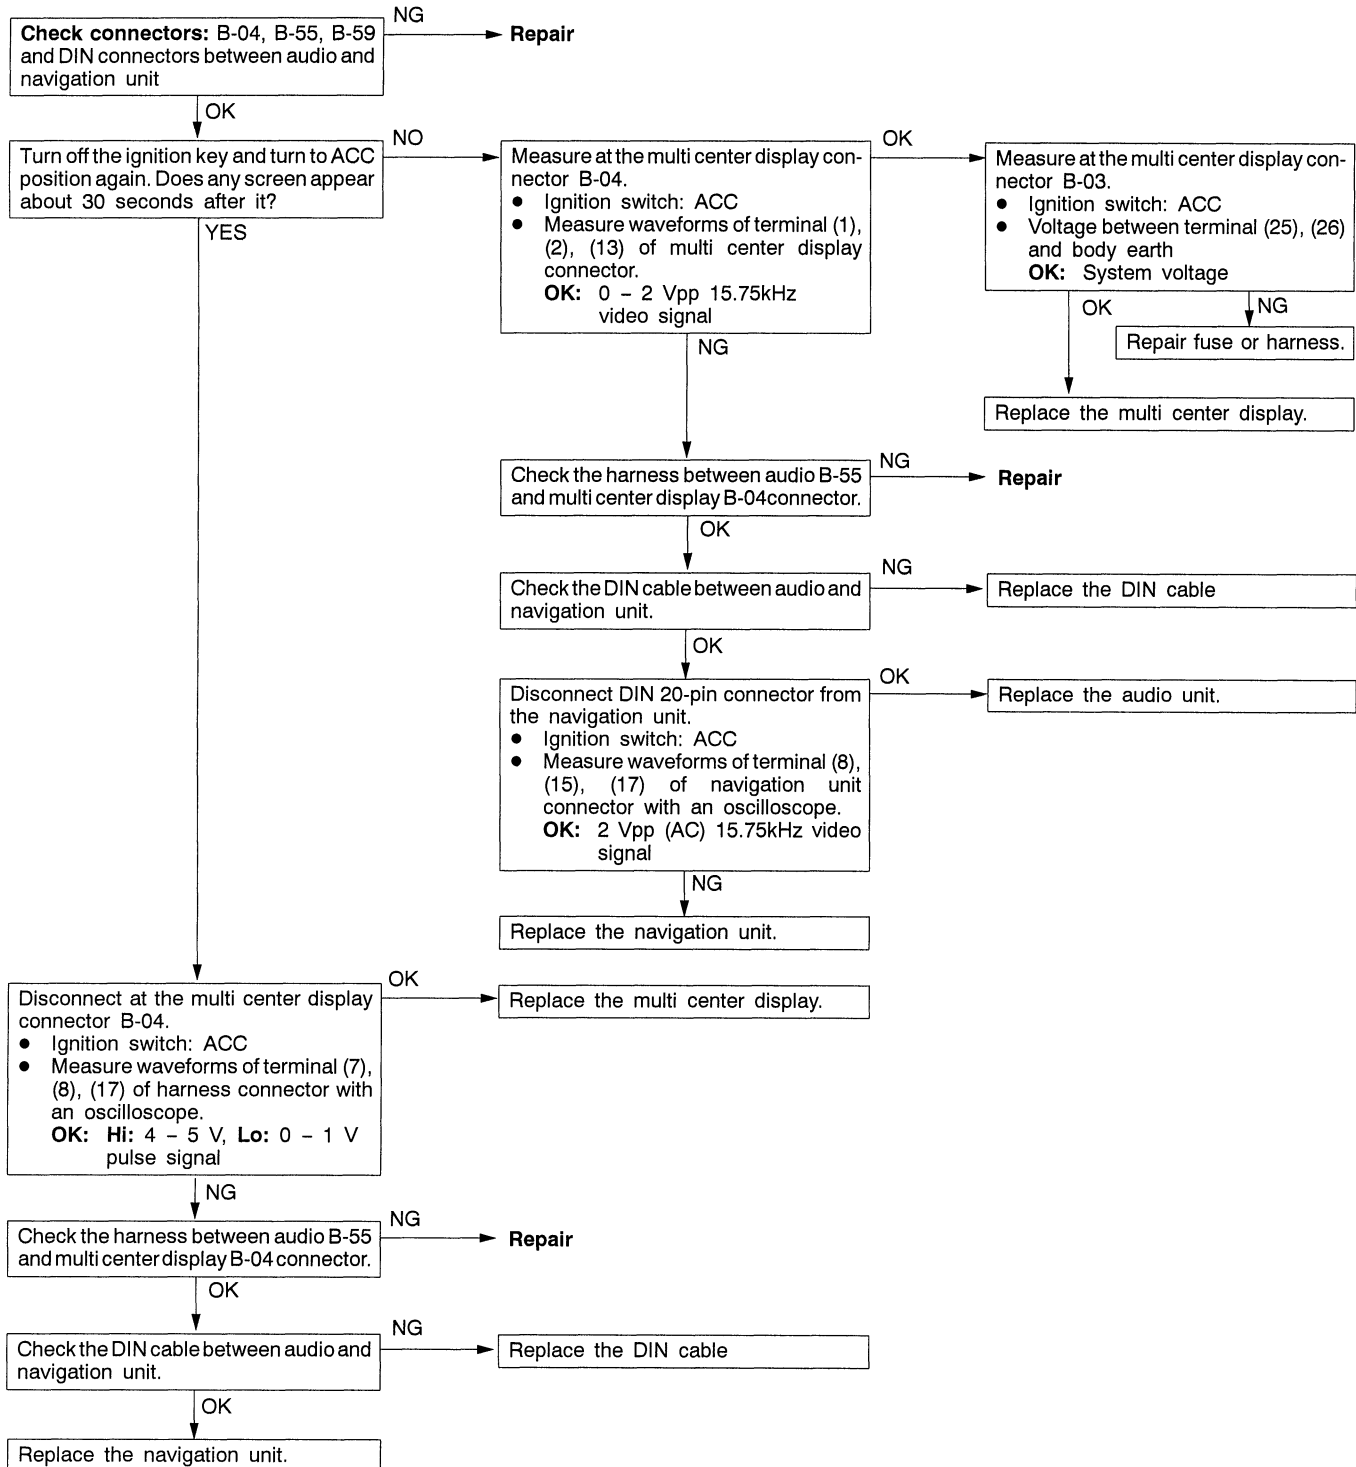 Check connectors: B-04, B-55, B-59
and DIN connectors between audio and
navigation unit
NG
Repair
OK
Turn off the ignition key and turn to ACC
position again. Does any screen appear
about 30 seconds after it?
NO
YES
Measure at the multi center display con-
nector B-04.
● Ignition switch: ACC
● Measure waveforms of terminal (1),
(2), (13) of multi center display
connector.
OK: 0 – 2 Vpp 15.75kHz
video signal
OK
NG
Measure at the multi center display con-
nector B-03.
● Ignition switch: ACC
● Voltage between terminal (25), (26)
and body earth
OK: System voltage
OK
NG
Repair fuse or harness.
Replace the multi center display.
Check the harness between audio B-55
and multi center display B-04 connector.
NG
Repair
OK
Check the DIN cable between audio and
navigation unit.
NG
Replace the DIN cable
OK
Disconnect DIN 20-pin connector from
the navigation unit.
● Ignition switch: ACC
● Measure waveforms of terminal (8),
(15), (17) of navigation unit
connector with an oscilloscope.
OK: 2 Vpp (AC) 15.75kHz video
signal
OK
Replace the audio unit.
NG
Replace the navigation unit.
Disconnect at the multi center display
connector B-04.
● Ignition switch: ACC
● Measure waveforms of terminal (7),
(8), (17) of harness connector with
an oscilloscope.
OK: Hi: 4 – 5 V, Lo: 0 – 1 V
pulse signal
OK
Replace the multi center display.
NG
Check the harness between audio B-55
and multi center display B-04 connector.
NG
Repair
OK
Check the DIN cable between audio and
navigation unit.
NG
Replace the DIN cable
OK
Replace the navigation unit.